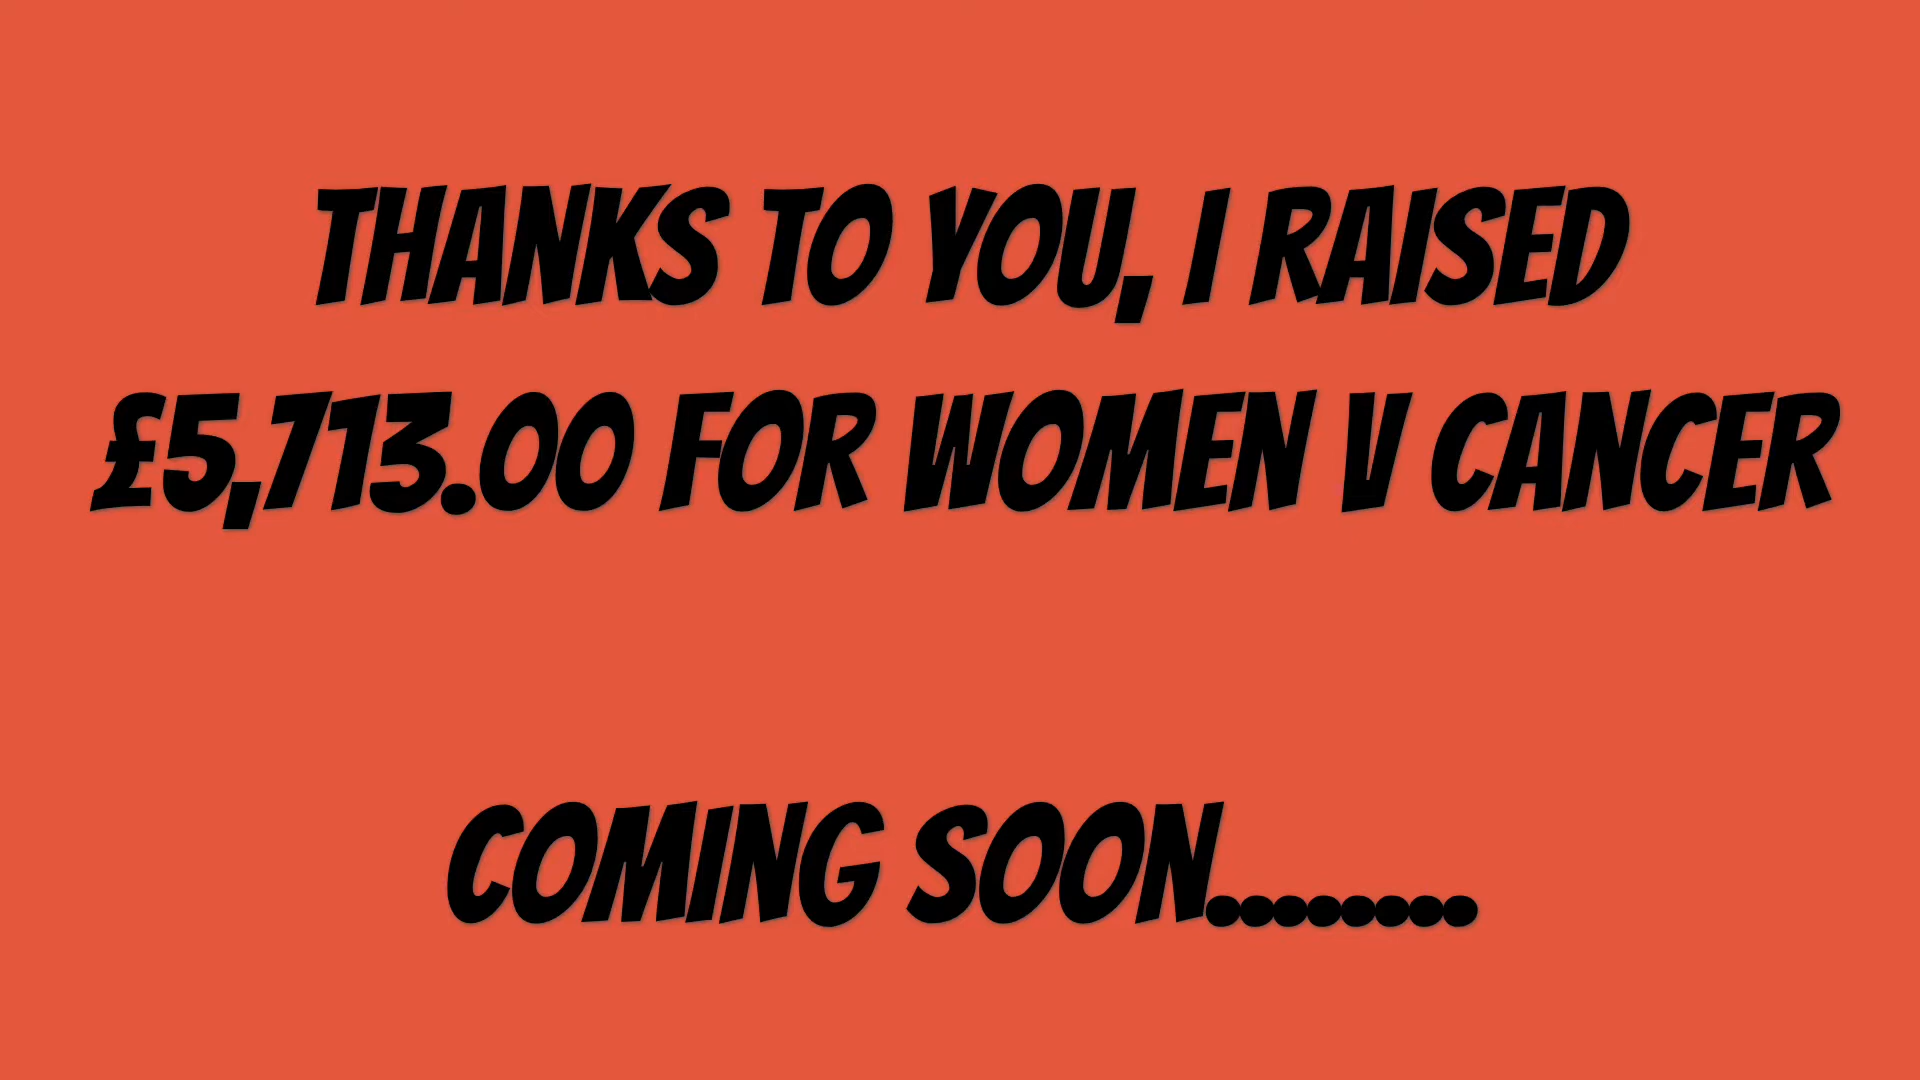 THANKS TO YOU, I RAISED
£5,713.00 FOR WOMEN V CANCER
COMING SOON........